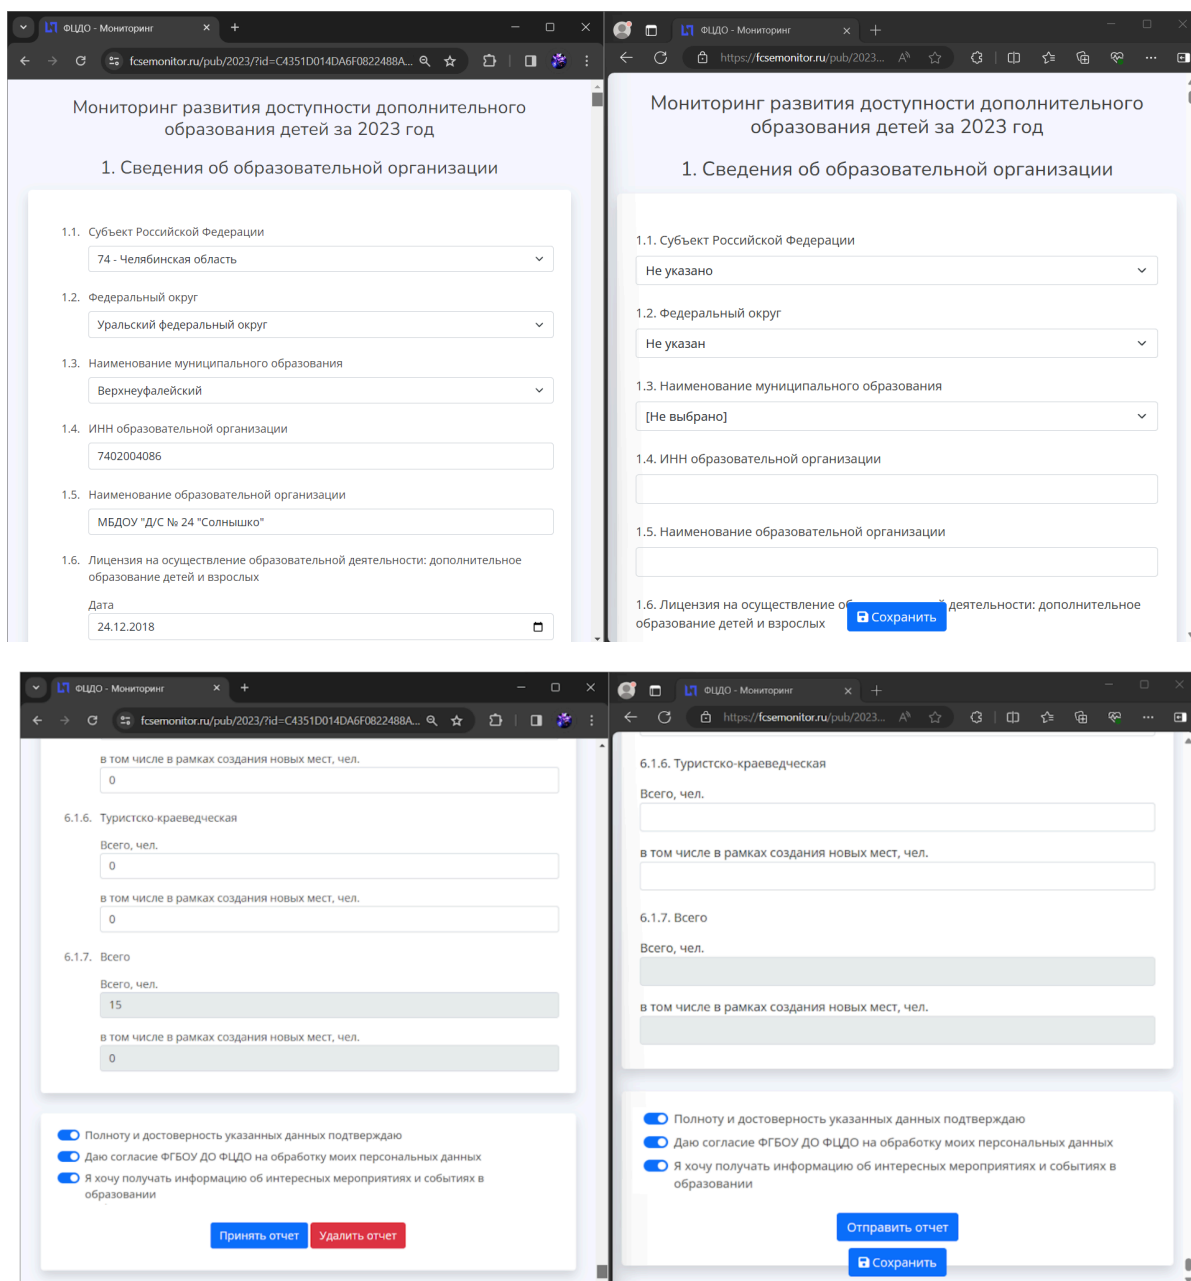 ФЦДО - Мониторинг
fcsemonitor.ru/pub/2023/?id=C4351D014DA6F0822488A...
Мониторинг развития доступности дополнительного
образования детей за 2023 год
1. Сведения об образовательной организации
1.1. Субъект Российской Федерации
74 - Челябинская область
1.2. Федеральный округ
Уральский федеральный округ
1.3. Наименование муниципального образования
Верхнеуфалейский
1.4. ИНН образовательной организации
7402004086
1.5. Наименование образовательной организации
МБДОУ "Д/С № 24 "Солнышко"
1.6. Лицензия на осуществление образовательной деятельности: дополнительное
образование детей и взрослых
Дата
24.12.2018
ФЦДО - Мониторинг
https://fcsemonitor.ru/pub/2023...
Мониторинг развития доступности дополнительного
образования детей за 2023 год
1. Сведения об образовательной организации
1.1. Субъект Российской Федерации
Не указано
1.2. Федеральный округ
Не указан
1.3. Наименование муниципального образования
[Не выбрано]
1.4. ИНН образовательной организации
1.5. Наименование образовательной организации
1.6. Лицензия на осуществление деятельности: дополнительное
образование детей и взрослых
Сохранить
ФЦДО - Мониторинг
fcsemonitor.ru/pub/2023/?id=C4351D014DA6F0822488A...
в том числе в рамках создания новых мест, чел.
0
6.1.6. Туристско-краеведческая
Всего, чел.
0
в том числе в рамках создания новых мест, чел.
0
6.1.7. Всего
Всего, чел.
15
в том числе в рамках создания новых мест, чел.
0
Полноту и достоверность указанных данных подтверждаю
Даю согласие ФГБОУ ДО ФЦДО на обработку моих персональных данных
Я хочу получать информацию об интересных мероприятиях и событиях в
образовании
Принять отчет Удалить отчет
ФЦДО - Мониторинг
https://fcsemonitor.ru/pub/2023...
6.1.6. Туристско-краеведческая
Всего, чел.
в том числе в рамках создания новых мест, чел.
6.1.7. Всего
Всего, чел.
в том числе в рамках создания новых мест, чел.
Полноту и достоверность указанных данных подтверждаю
Даю согласие ФГБОУ ДО ФЦДО на обработку моих персональных данных
Я хочу получать информацию об интересных мероприятиях и событиях в
образовании
Отправить отчет
Сохранить